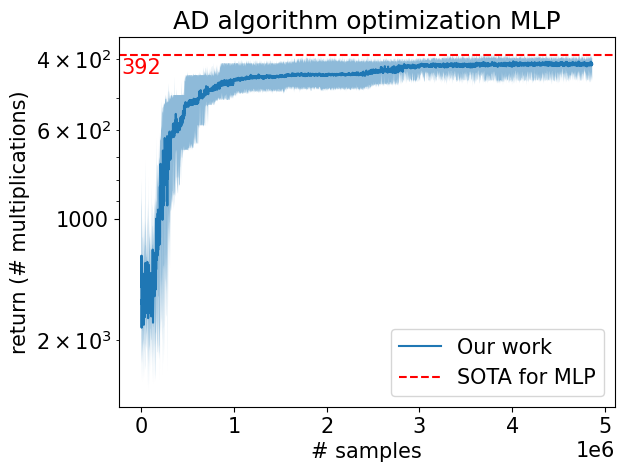 AD algorithm optimization MLP
return (# multiplications)
4 × 10²
392
6 × 10²
1000
2 × 10³
Our work
SOTA for MLP
0 1 2 3 4 5
1e6
# samples